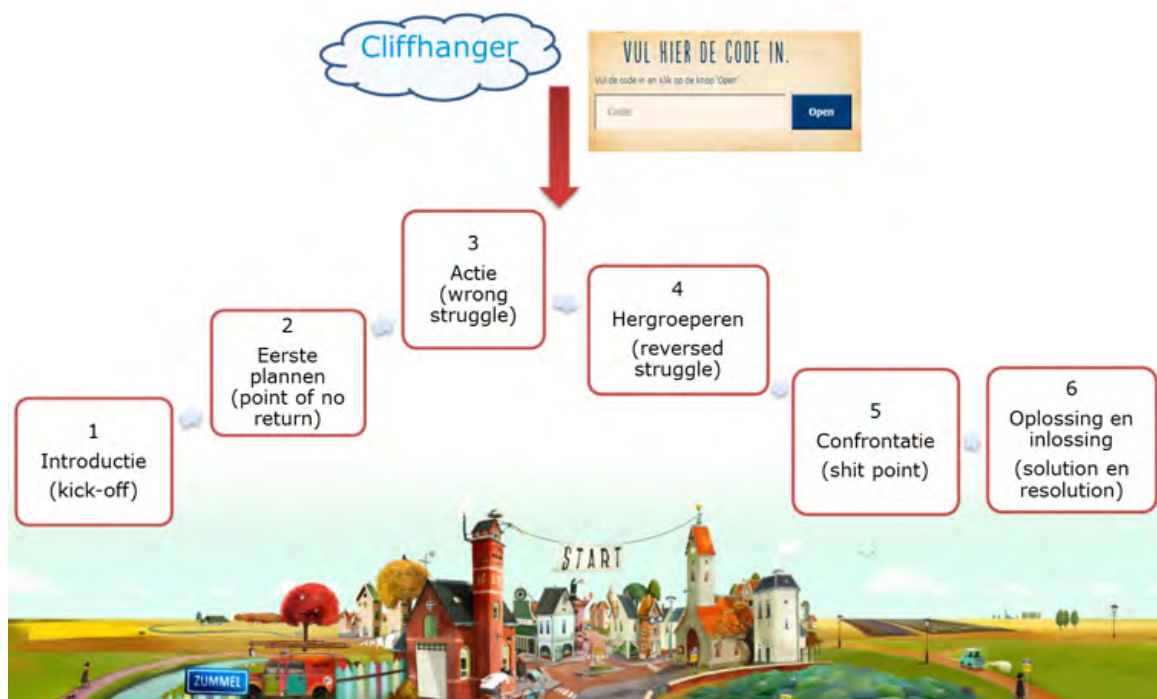 Cliffhanger
VUL HIER DE CODE IN.
Vul de code in en klik op de knop 'Open'
Code
Open
3
Actie
(wrong
struggle)
4
Hergroeperen
(reversed
struggle)
2
Eerste
plannen
(point of no
return)
1
Introductie
(kick-off)
5
Confrontatie
(shit point)
6
Oplossing en
inlossing
(solution en
resolution)
START
ZUMMEL